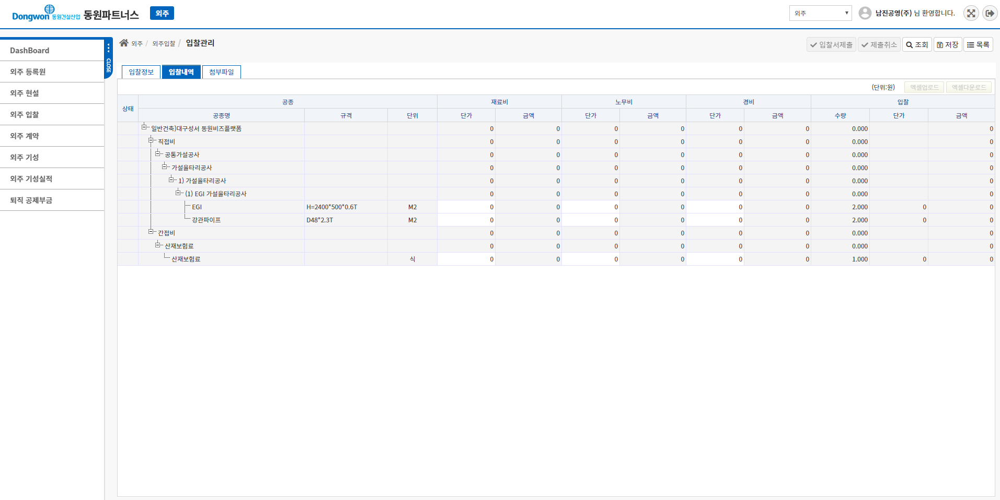 Dongwon 동원건설산업 동원파트너스 외주
외주 남진공영(주) 님 환영합니다.
DashBoard
외주 등록원
외주 현설
외주 입찰
외주 계약
외주 기성
외주 기성실적
퇴직 공제부금
CLOSE
외주 / 외주입찰 / 입찰관리
입찰서제출 제출취소 조회 저장 목록
입찰정보 입찰내역 첨부파일
(단위:원) 엑셀업로드 엑셀다운로드
상태 공종 재료비 노무비 경비 입찰
공종명 규격 단위 단가 금액 단가 금액 단가 금액 수량 단가 금액
일반건축)대구성서 동원비즈플랫폼 0 0 0 0 0 0 0.000 0
직접비 0 0 0 0 0 0 0.000 0
공통가설공사 0 0 0 0 0 0 0.000 0
가설울타리공사 0 0 0 0 0 0 0.000 0
1) 가설울타리공사 0 0 0 0 0 0 0.000 0
(1) EGI 가설울타리공사 0 0 0 0 0 0 0.000 0
EGI H=2400*500*0.6T M2 0 0 0 0 0 0 2.000 0 0
강관파이프 D48*2.3T M2 0 0 0 0 0 0 2.000 0 0
간접비 0 0 0 0 0 0 0.000 0
산재보험료 0 0 0 0 0 0 0.000 0
산재보험료 식 0 0 0 0 0 0 1.000 0 0